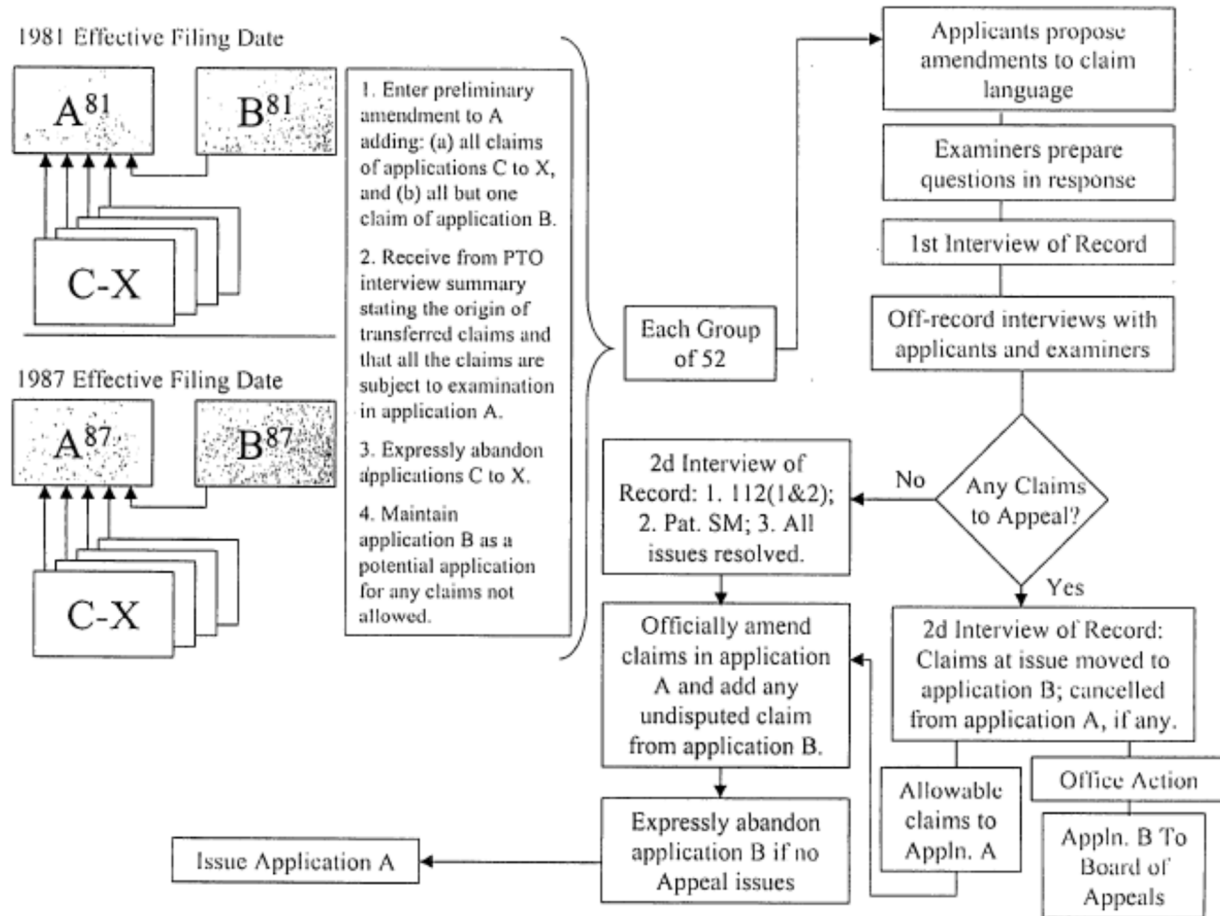 1981 Effective Filing Date
A81
B81
C-X
1987 Effective Filing Date
A87
B87
C-X
1. Enter preliminary
amendment to A
adding: (a) all claims
of applications C to X,
and (b) all but one
claim of application B.
2. Receive from PTO
interview summary
stating the origin of
transferred claims and
that all the claims are
subject to examination
in application A.
3. Expressly abandon
applications C to X.
4. Maintain
application B as a
potential application
for any claims not
allowed.
Each Group
of 52
Applicants propose
amendments to claim
language
Examiners prepare
questions in response
1st Interview of Record
Off-record interviews with
applicants and examiners
Any Claims
to Appeal?
No
Yes
2d Interview of
Record: 1. 112(1&2);
2. Pat. SM; 3. All
issues resolved.
Officially amend
claims in application
A and add any
undisputed claim
from application B.
Expressly abandon
application B if no
Appeal issues
Issue Application A
2d Interview of Record:
Claims at issue moved to
application B; cancelled
from application A, if any.
Allowable
claims to
Appln. A
Office Action
Appln. B To
Board of
Appeals